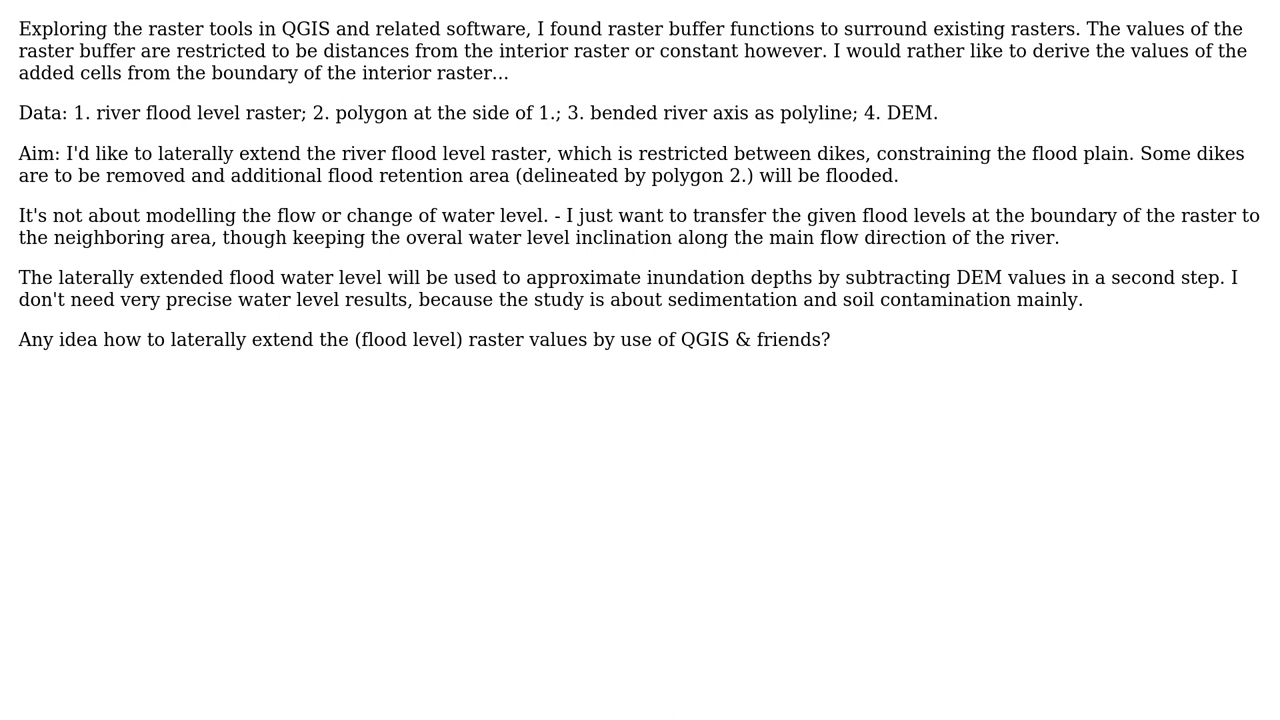 Exploring the raster tools in QGIS and related software, I found raster buffer functions to surround existing rasters. The values of the
raster buffer are restricted to be distances from the interior raster or constant however. I would rather like to derive the values of the
added cells from the boundary of the interior raster...
Data: 1. river flood level raster; 2. polygon at the side of 1.; 3. bended river axis as polyline; 4. DEM.
Aim: I'd like to laterally extend the river flood level raster, which is restricted between dikes, constraining the flood plain. Some dikes
are to be removed and additional flood retention area (delineated by polygon 2.) will be flooded.
It's not about modelling the flow or change of water level. - I just want to transfer the given flood levels at the boundary of the raster to
the neighboring area, though keeping the overal water level inclination along the main flow direction of the river.
The laterally extended flood water level will be used to approximate inundation depths by subtracting DEM values in a second step. I
don't need very precise water level results, because the study is about sedimentation and soil contamination mainly.
Any idea how to laterally extend the (flood level) raster values by use of QGIS & friends?